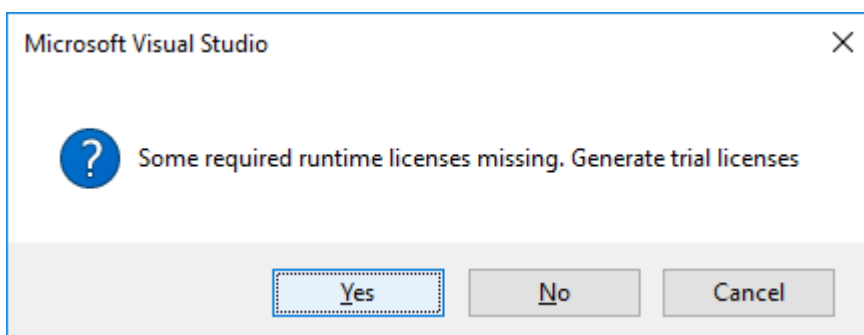 Microsoft Visual Studio
Some required runtime licenses missing. Generate trial licenses
Yes
No
Cancel